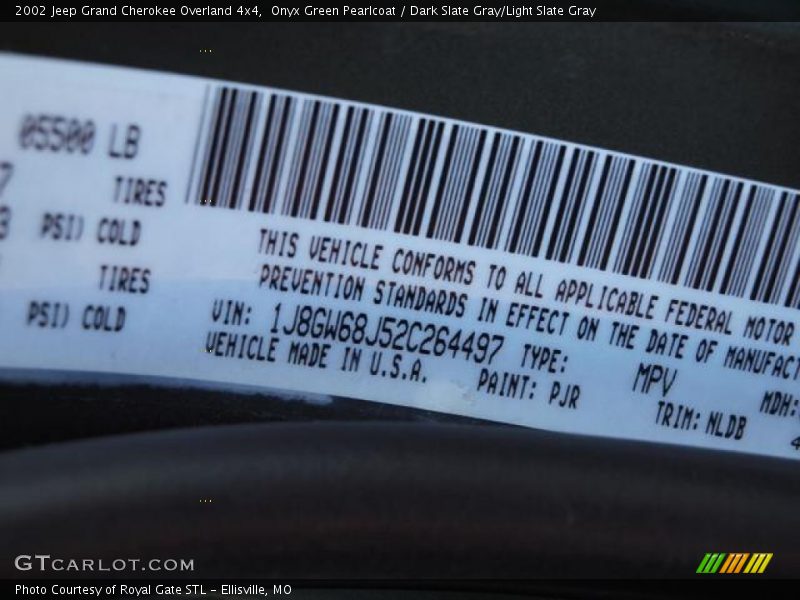 2002 Jeep Grand Cherokee Overland 4x4,  Onyx Green Pearlcoat / Dark Slate Gray/Light Slate Gray
05500 LB
TIRES
PSI) COLD
TIRES
PSI) COLD
THIS VEHICLE CONFORMS TO ALL APPLICABLE FEDERAL MOTOR
PREVENTION STANDARDS IN EFFECT ON THE DATE OF MANUFACT
VIN: 1J8GW68J52C264497 TYPE: MPV MDH:
VEHICLE MADE IN U.S.A. PAINT: PJR TRIM: NLDB 4
GTCARLOT.COM
Photo Courtesy of Royal Gate STL – Ellisville, MO